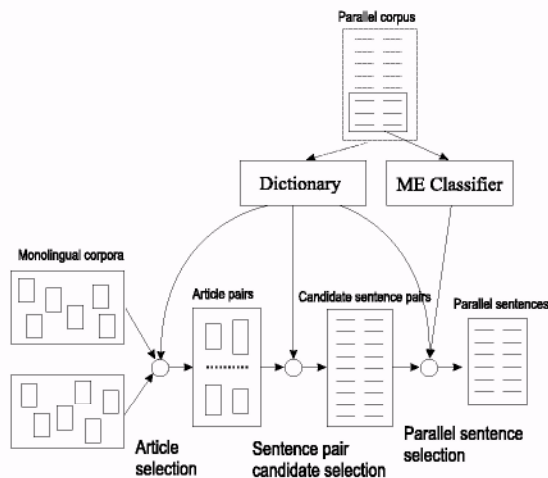 Parallel corpus
Dictionary
ME Classifier
Monolingual corpora
Article pairs
Candidate sentence pairs
Parallel sentences
Article
selection
Sentence pair
candidate selection
Parallel sentence
selection